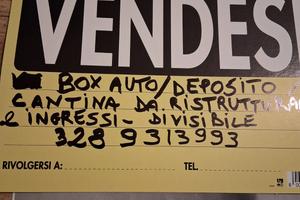 VENDES
BOX AUTO/DEPOSITO/
CANTINA DA RISTRUTTURA
2 INGRESSI - DIVISIBILE
328 9313993
RIVOLGERSI A: TEL.